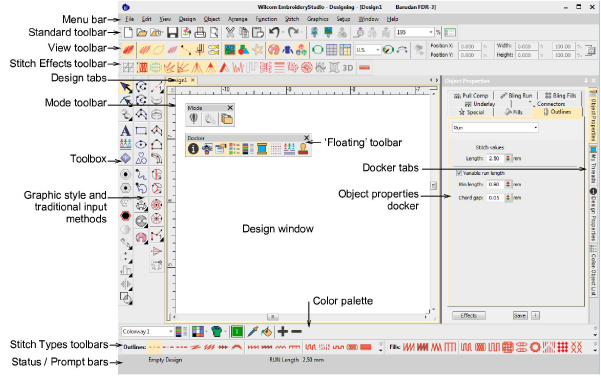 Wilcom EmbroideryStudio - Designing - [Design1 Barudan FDR-3]
Menu bar
File Edit View Design Object Arrange Function Stitch Graphics Setup Window Help
Standard toolbar
195
View toolbar
U.S.
Position X: 0.000 Width: 0.000 100.00 %
Position Y: 0.000 Height: 0.000 100.00 %
Stitch Effects toolbar
3D
Design tabs
Design1
Object Properties
Mode toolbar
Mode
Pull Comp Bling Run Bling Fills
Underlay Connectors
Special Fills Outlines
Docker
'Floating' toolbar
Run
Stitch values
Length: 2.50 mm
Toolbox
Docker tabs
Variable run length
Min length: 0.80 mm
Chord gap: 0.05 mm
Graphic style and
traditional input
methods
Object properties
docker
Design window
Object Properties
My Threads
Design Properties
Color Object List
Color palette
Effects Save
Colorway 1
1
Stitch Types toolbars
Outlines:
Fills:
Status / Prompt bars
Empty Design RUN Length 2.50 mm